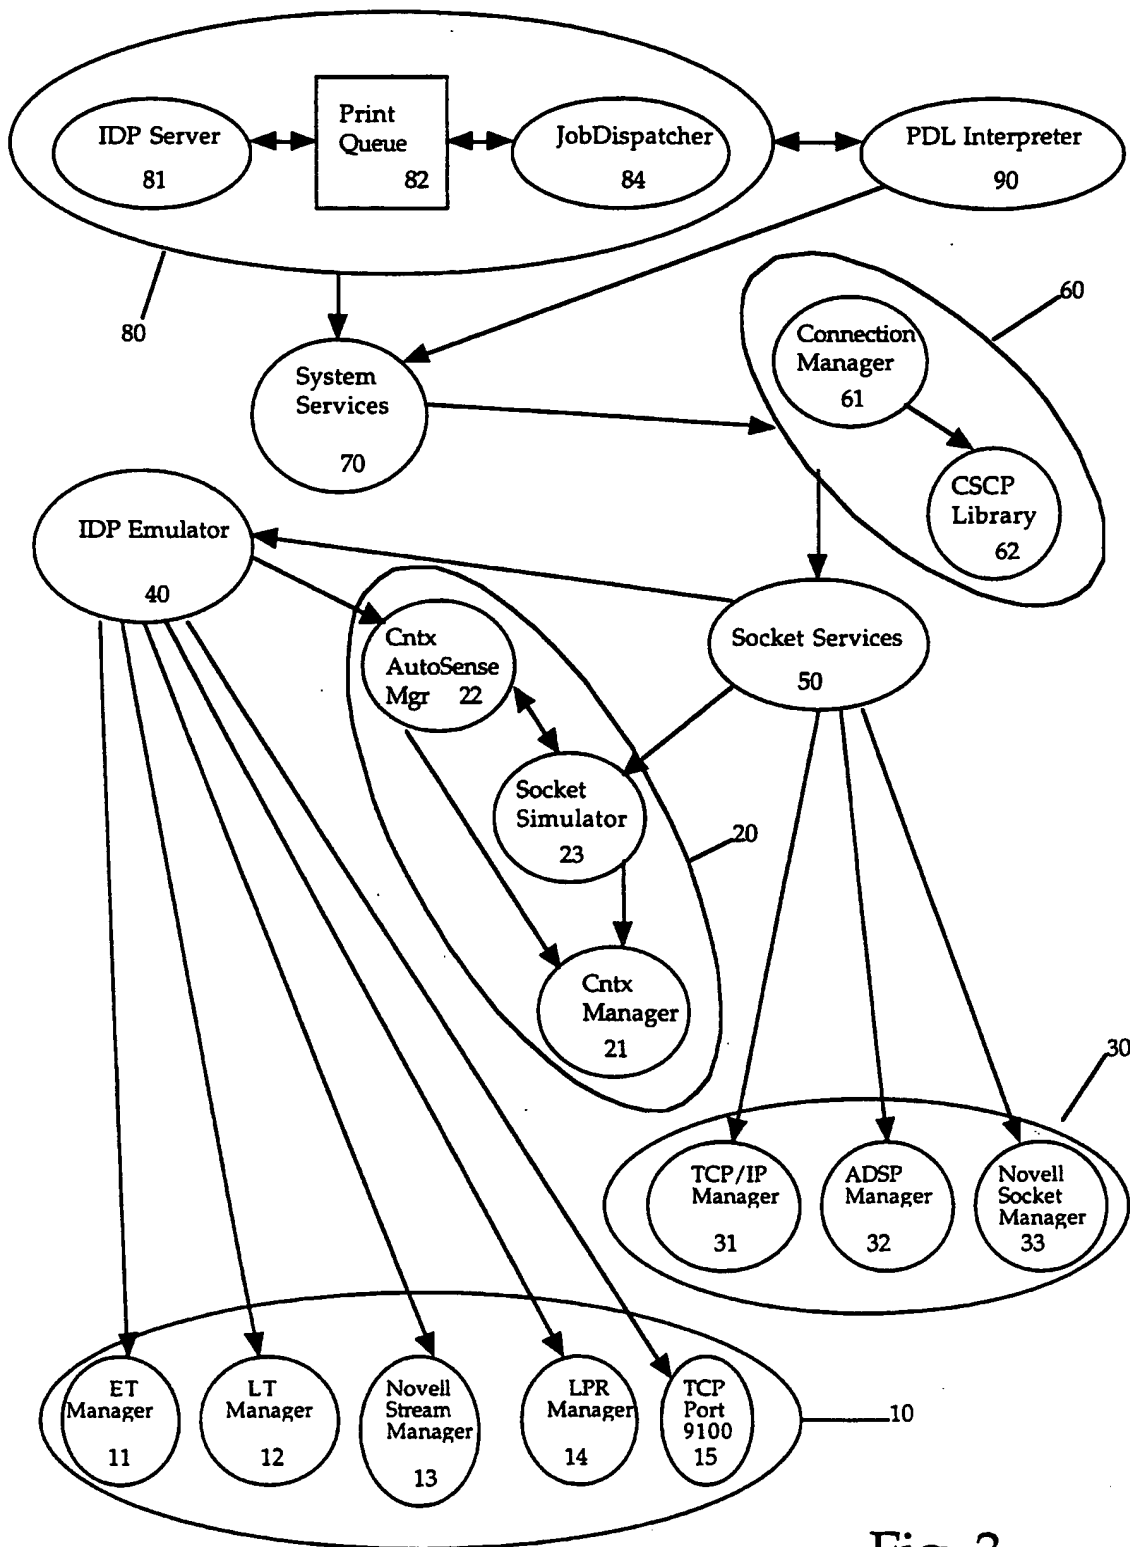 IDP Server
81
Print
Queue
82
JobDispatcher
84
PDL Interpreter
90
80
60
Connection
Manager
61
System
Services
70
CSCP
Library
62
IDP Emulator
40
Cntx
AutoSense
Mgr 22
Socket Services
50
Socket
Simulator
23
20
Cntx
Manager
21
30
TCP/IP
Manager
31
ADSP
Manager
32
Novell
Socket
Manager
33
ET
Manager
11
LT
Manager
12
Novell
Stream
Manager
13
LPR
Manager
14
TCP
Port
9100
15
10